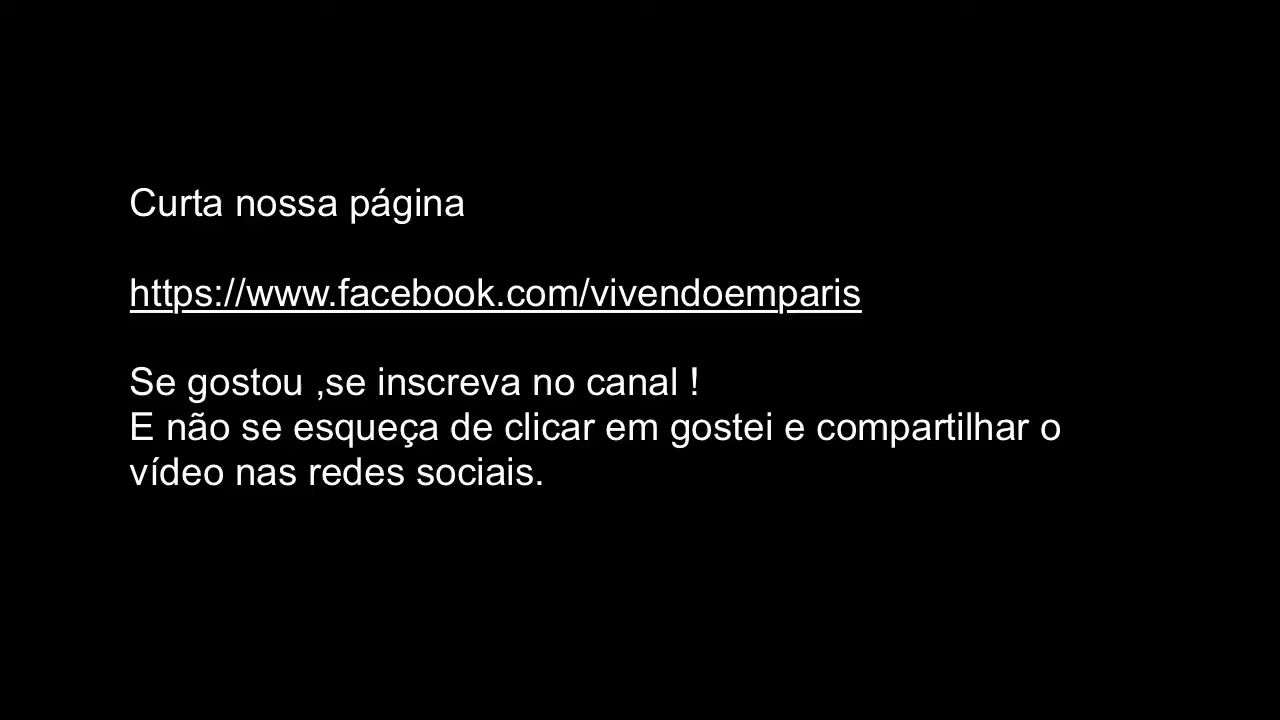 Curta nossa página
https://www.facebook.com/vivendoemparis
Se gostou ,se inscreva no canal !
E não se esqueça de clicar em gostei e compartilhar o
vídeo nas redes sociais.